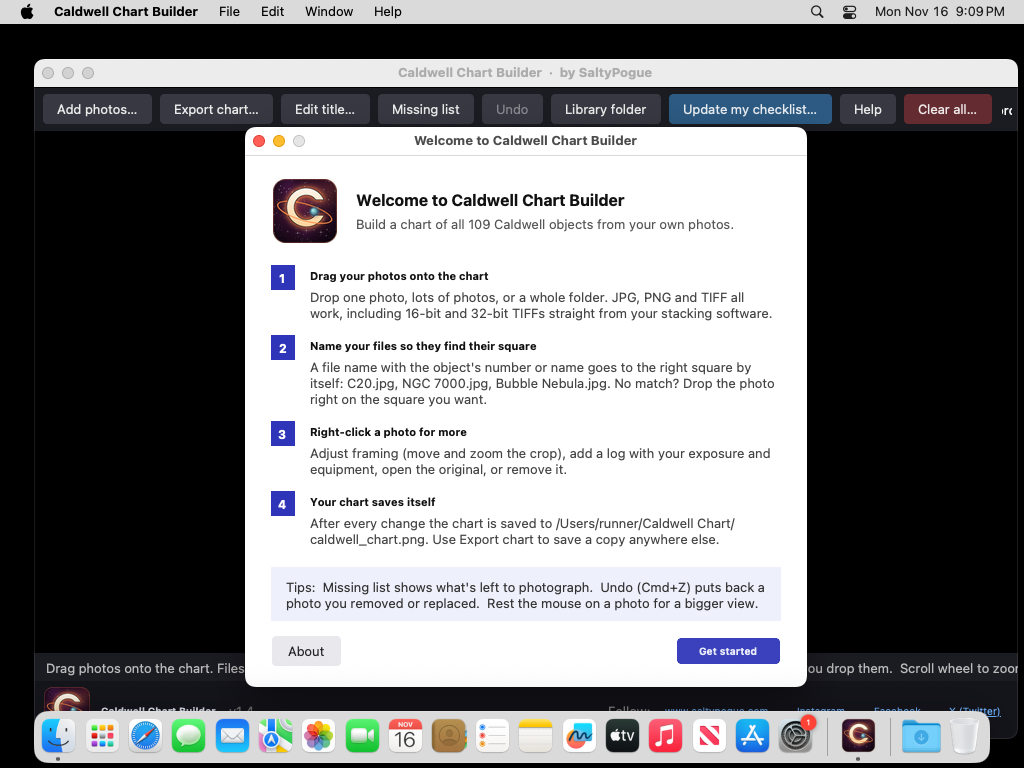 Caldwell Chart Builder File Edit Window Help Mon Nov 16 9:09 PM
Caldwell Chart Builder · by SaltyPogue
Add photos... Export chart... Edit title... Missing list Undo Library folder Update my checklist... Help Clear all...
Welcome to Caldwell Chart Builder
Welcome to Caldwell Chart Builder
Build a chart of all 109 Caldwell objects from your own photos.
1 Drag your photos onto the chart
Drop one photo, lots of photos, or a whole folder. JPG, PNG and TIFF all
work, including 16-bit and 32-bit TIFFs straight from your stacking software.
2 Name your files so they find their square
A file name with the object's number or name goes to the right square by
itself: C20.jpg, NGC 7000.jpg, Bubble Nebula.jpg. No match? Drop the photo
right on the square you want.
3 Right-click a photo for more
Adjust framing (move and zoom the crop), add a log with your exposure and
equipment, open the original, or remove it.
4 Your chart saves itself
After every change the chart is saved to /Users/runner/Caldwell Chart/
caldwell_chart.png. Use Export chart to save a copy anywhere else.
Tips: Missing list shows what's left to photograph. Undo (Cmd+Z) puts back a
photo you removed or replaced. Rest the mouse on a photo for a bigger view.
About Get started
Drag photos onto the chart. Files ou drop them. Scroll wheel to zoo
Caldwell Chart Builder v1.4 Follow: www.saltypogue.com Instagram Facebook X (Twitter)
NOV
16
tv
1